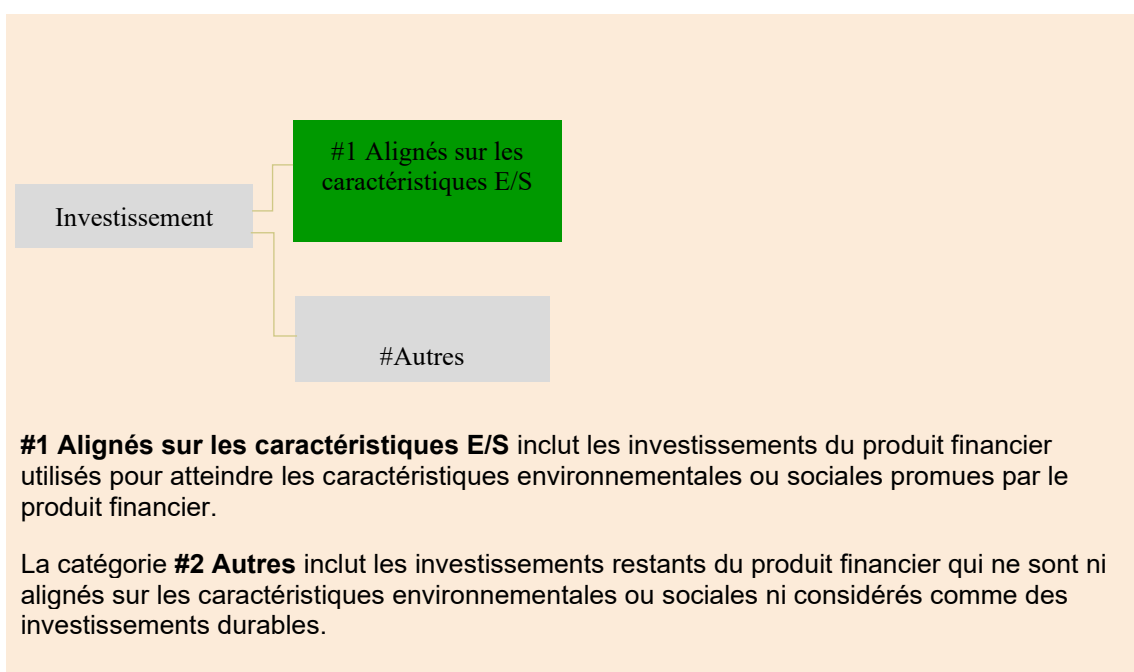 #1 Alignés sur les
caractéristiques E/S
Investissement
#Autres
#1 Alignés sur les caractéristiques E/S inclut les investissements du produit financier
utilisés pour atteindre les caractéristiques environnementales ou sociales promues par le
produit financier.
La catégorie #2 Autres inclut les investissements restants du produit financier qui ne sont ni
alignés sur les caractéristiques environnementales ou sociales ni considérés comme des
investissements durables.